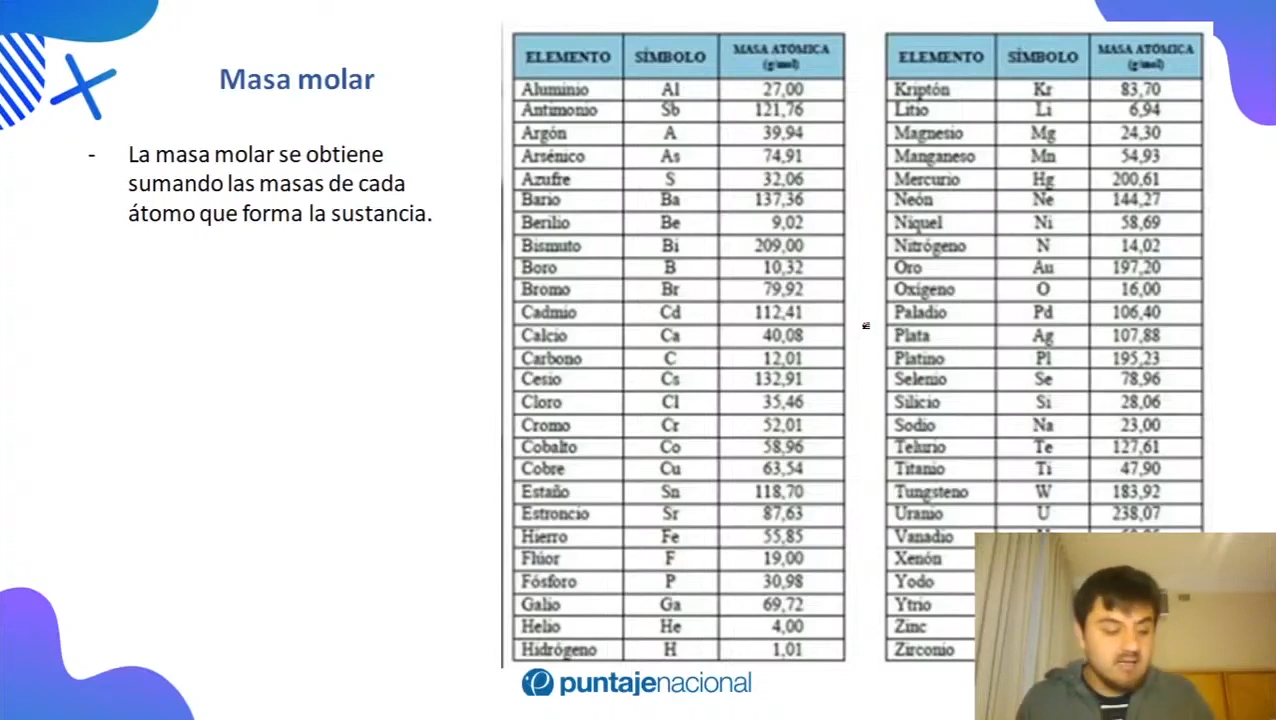 Masa molar
- La masa molar se obtiene
sumando las masas de cada
átomo que forma la sustancia.
ELEMENTO SÍMBOLO MASA ATÓMICA
(g/mol)
Aluminio Al 27,00
Antimonio Sb 121,76
Argón A 39,94
Arsénico As 74,91
Azufre S 32,06
Bario Ba 137,36
Berilio Be 9,02
Bismuto Bi 209,00
Boro B 10,32
Bromo Br 79,92
Cadmio Cd 112,41
Calcio Ca 40,08
Carbono C 12,01
Cesio Cs 132,91
Cloro Cl 35,46
Cromo Cr 52,01
Cobalto Co 58,96
Cobre Cu 63,54
Estaño Sn 118,70
Estroncio Sr 87,63
Hierro Fe 55,85
Flúor F 19,00
Fósforo P 30,98
Galio Ga 69,72
Helio He 4,00
Hidrógeno H 1,01
ELEMENTO SÍMBOLO MASA ATÓMICA
(g/mol)
Kriptón Kr 83,70
Litio Li 6,94
Magnesio Mg 24,30
Manganeso Mn 54,93
Mercurio Hg 200,61
Neón Ne 144,27
Níquel Ni 58,69
Nitrógeno N 14,02
Oro Au 197,20
Oxígeno O 16,00
Paladio Pd 106,40
Plata Ag 107,88
Platino Pl 195,23
Selenio Se 78,96
Silicio Si 28,06
Sodio Na 23,00
Telurio Te 127,61
Titanio Ti 47,90
Tungsteno W 183,92
Uranio U 238,07
Vanadio
Xenón
Yodo
Ytrio
Zinc
Zirconio
puntajenacional